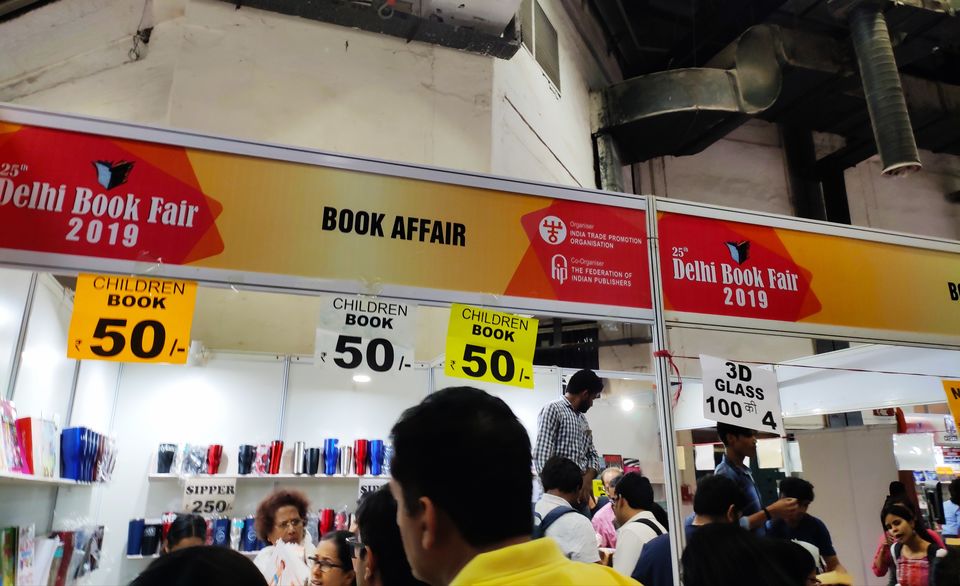 25th
Delhi Book Fair
2019
BOOK AFFAIR
Organiser
INDIA TRADE PROMOTION
ORGANISATION
Co-Organiser
fip
THE FEDERATION OF
INDIAN PUBLISHERS
25th
Delhi Book Fair
2019
CHILDREN
BOOK
₹ 50/-
CHILDREN
BOOK
₹ 50/-
CHILDREN
BOOK
₹ 50/-
3D
GLASS
100 की 4
SIPPER
250